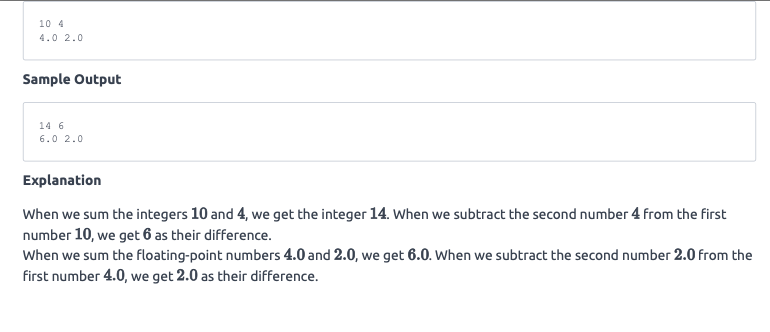 10 4
4.0 2.0
Sample Output
14 6
6.0 2.0
Explanation
When we sum the integers 10 and 4, we get the integer 14. When we subtract the second number 4 from the first
number 10, we get 6 as their difference.
When we sum the floating-point numbers 4.0 and 2.0, we get 6.0. When we subtract the second number 2.0 from the
first number 4.0, we get 2.0 as their difference.